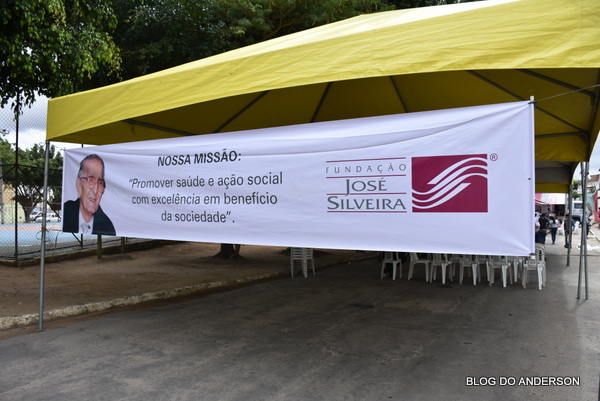 NOSSA MISSÃO:
“Promover saúde e ação social
com excelência em benefício
da sociedade”.
FUNDAÇÃO
JOSÉ
SILVEIRA
®
BLOG DO ANDERSON